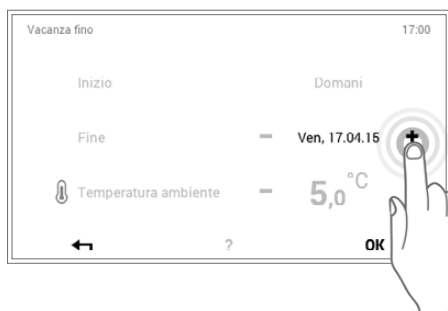 Vacanza fino 17:00
Inizio Domani
Fine − Ven, 17.04.15 +
Temperatura ambiente − 5,0 °C
? OK